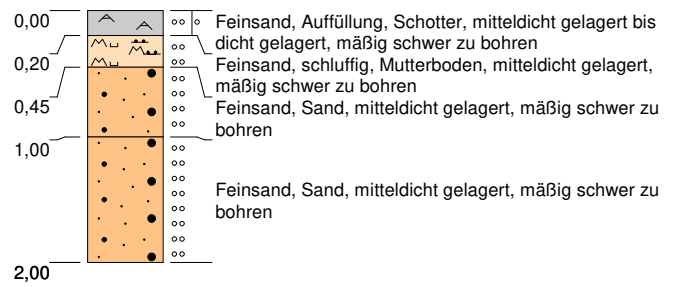 0,00
Feinsand, Auffüllung, Schotter, mitteldicht gelagert bis
dicht gelagert, mäßig schwer zu bohren
0,20
Feinsand, schluffig, Mutterboden, mitteldicht gelagert,
mäßig schwer zu bohren
0,45
Feinsand, Sand, mitteldicht gelagert, mäßig schwer zu
bohren
1,00
Feinsand, Sand, mitteldicht gelagert, mäßig schwer zu
bohren
2,00